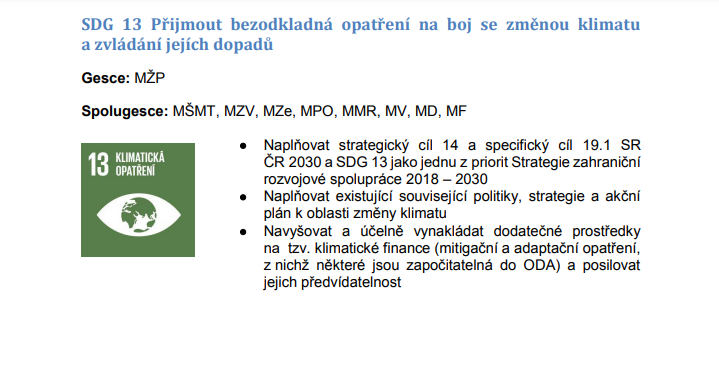 SDG 13 Přijmout bezodkladná opatření na boj se změnou klimatu
a zvládání jejích dopadů
Gesce: MŽP
Spolugesce: MŠMT, MZV, MZe, MPO, MMR, MV, MD, MF
13 KLIMATICKÁ
OPATŘENÍ
● Naplňovat strategický cíl 14 a specifický cíl 19.1 SR
ČR 2030 a SDG 13 jako jednu z priorit Strategie zahraniční
rozvojové spolupráce 2018 – 2030
● Naplňovat existující související politiky, strategie a akční
plán k oblasti změny klimatu
● Navyšovat a účelně vynakládat dodatečné prostředky
na tzv. klimatické finance (mitigační a adaptační opatření,
z nichž některé jsou započitatelná do ODA) a posilovat
jejich předvídatelnost